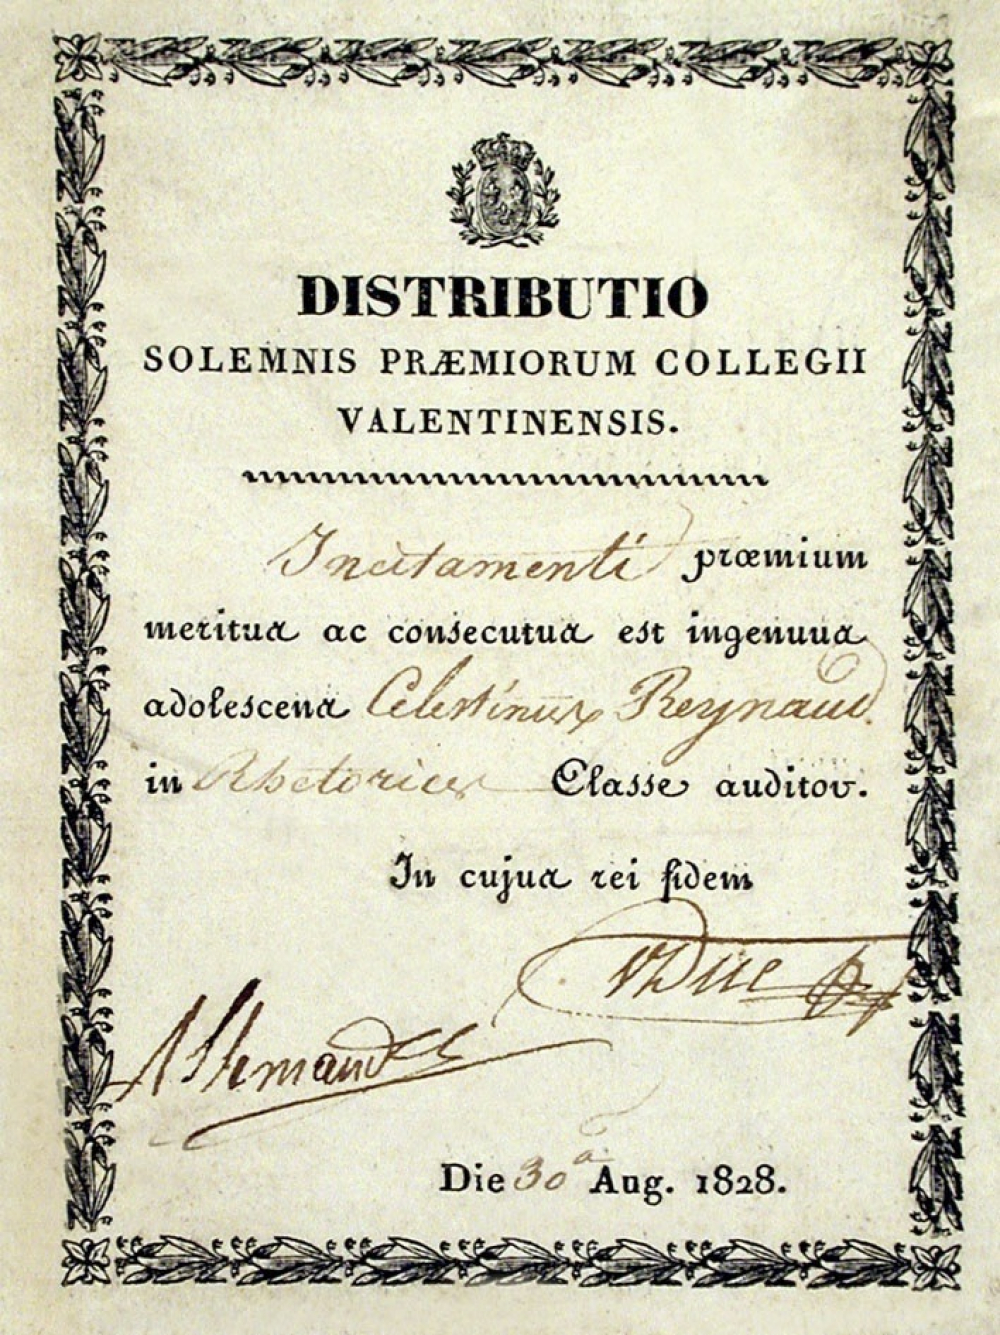 DISTRIBUTIO
SOLEMNIS PRÆMIORUM COLLEGII
VALENTINENSIS.
Incitamenti præmium
meritus ac consecutus est ingenuus
adolescens Celestinus Reynaud
in Rhetorices Classe auditor.
In cujus rei fidem
Die 30ª Aug. 1828.